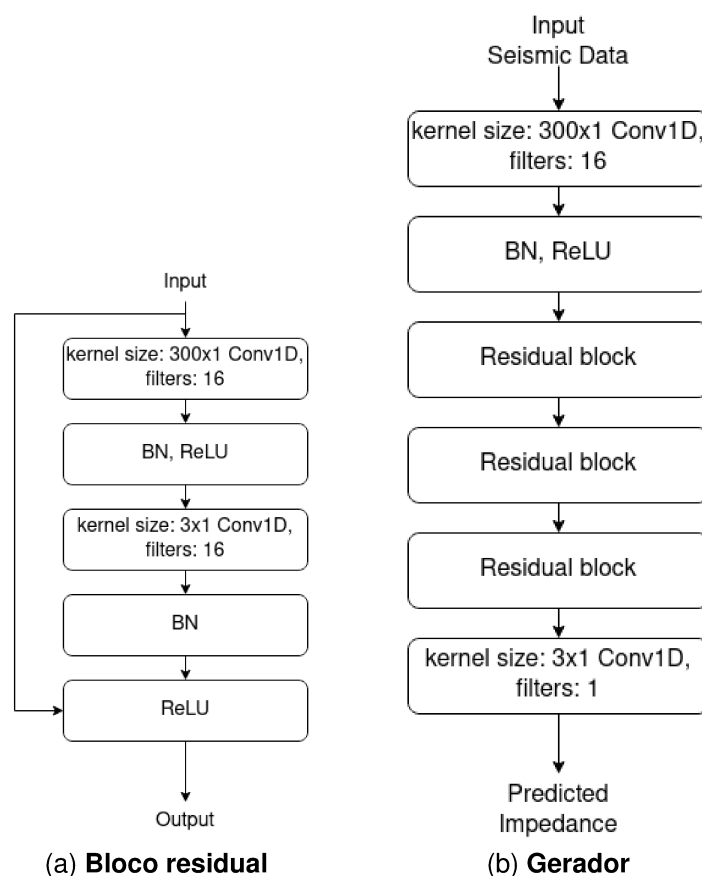 Input
kernel size: 300x1 Conv1D,
filters: 16
BN, ReLU
kernel size: 3x1 Conv1D,
filters: 16
BN
ReLU
Output
(a) Bloco residual
Input
Seismic Data
kernel size: 300x1 Conv1D,
filters: 16
BN, ReLU
Residual block
Residual block
Residual block
kernel size: 3x1 Conv1D,
filters: 1
Predicted
Impedance
(b) Gerador